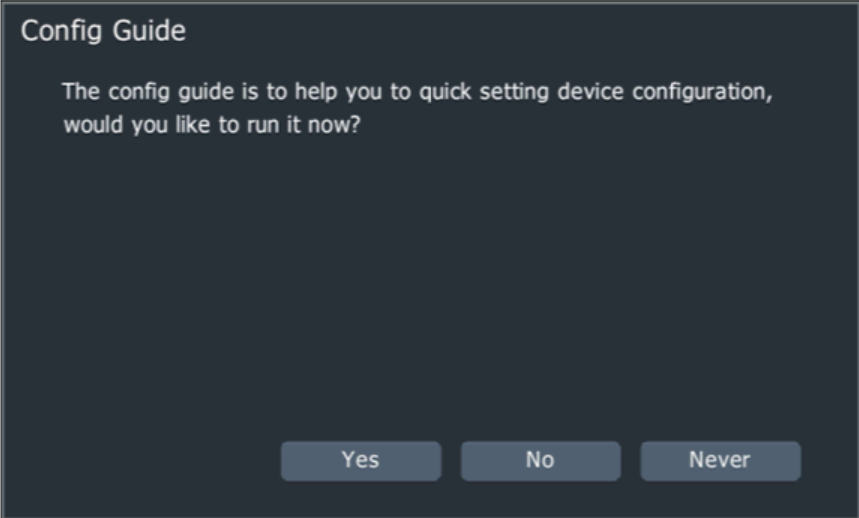 Config Guide
The config guide is to help you to quick setting device configuration,
would you like to run it now?
Yes No Never